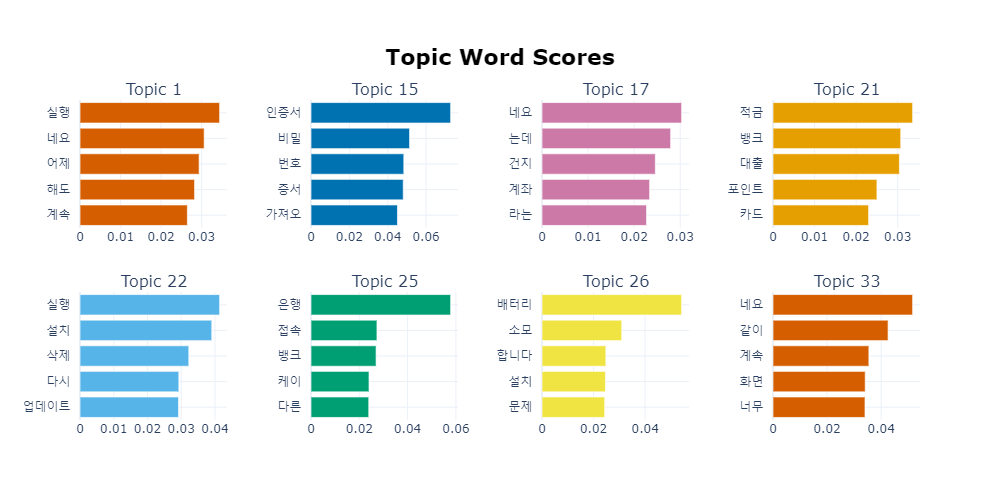 Topic Word Scores
Topic 1
실행
네요
어제
해도
계속
0 0.01 0.02 0.03
Topic 15
인증서
비밀
번호
증서
가져오
0 0.02 0.04 0.06
Topic 17
네요
는데
건지
계좌
라는
0 0.01 0.02 0.03
Topic 21
적금
뱅크
대출
포인트
카드
0 0.01 0.02 0.03
Topic 22
실행
설치
삭제
다시
업데이트
0 0.01 0.02 0.03 0.04
Topic 25
은행
접속
뱅크
케이
다른
0 0.02 0.04 0.06
Topic 26
배터리
소모
합니다
설치
문제
0 0.02 0.04
Topic 33
네요
같이
계속
화면
너무
0 0.02 0.04